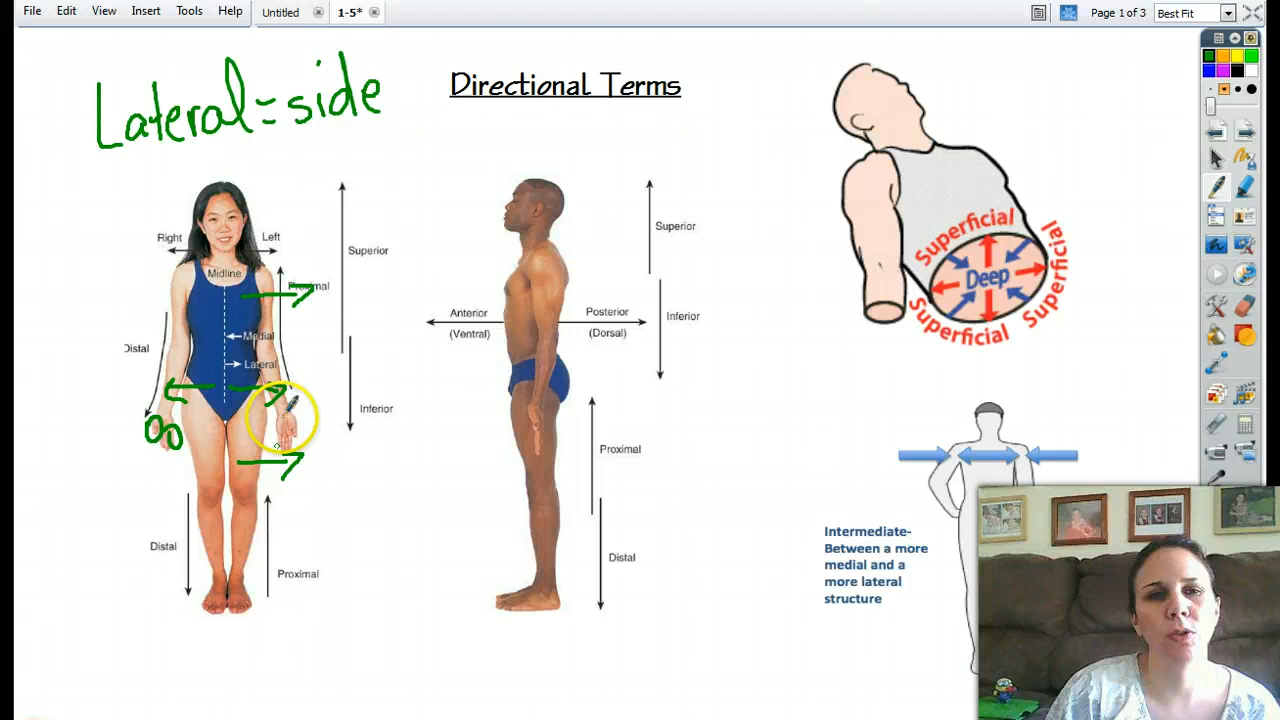 File Edit View Insert Tools Help
Untitled
1-5*
Page 1 of 3
Best Fit
Lateral = side
Directional Terms
Right
Left
Midline
Proximal
Superior
Medial
Distal
Lateral
Inferior
Distal
Proximal
Superior
Anterior
(Ventral)
Posterior
(Dorsal)
Inferior
Proximal
Distal
Superficial
Superficial
Deep
Superficial
Intermediate-
Between a more
medial and a
more lateral
structure